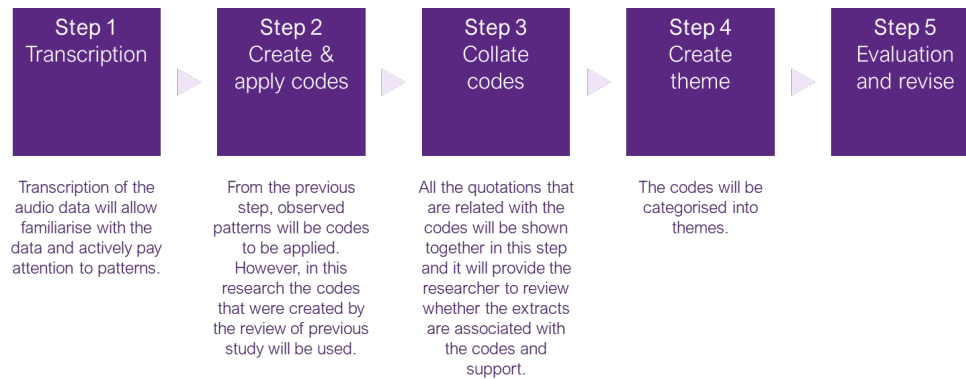 Step 1
Transcription
Step 2
Create &
apply codes
Step 3
Collate
codes
Step 4
Create
theme
Step 5
Evaluation
and revise
Transcription of the
audio data will allow
familiarise with the
data and actively pay
attention to patterns.
From the previous
step, observed
patterns will be codes
to be applied.
However, in this
research the codes
that were created by
the review of previous
study will be used.
All the quotations that
are related with the
codes will be shown
together in this step
and it will provide the
researcher to review
whether the extracts
are associated with
the codes and
support.
The codes will be
categorised into
themes.